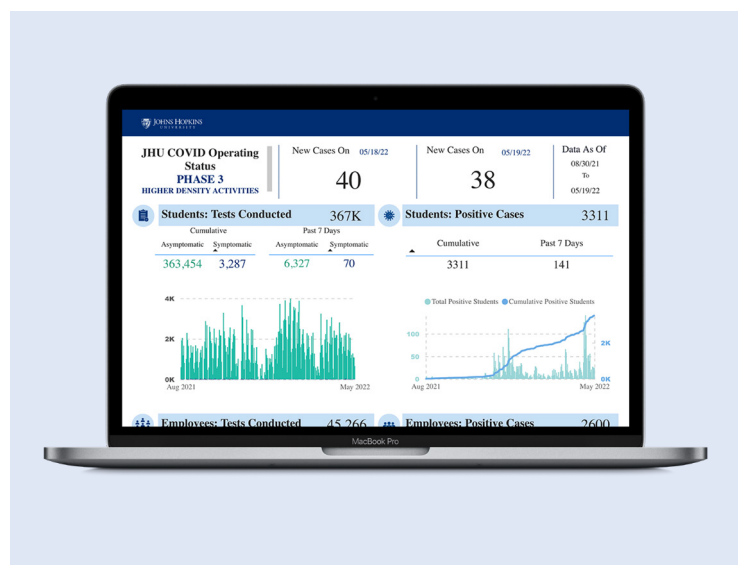 JOHNS HOPKINS
UNIVERSITY
JHU COVID Operating
Status
PHASE 3
HIGHER DENSITY ACTIVITIES
New Cases On 05/18/22
40
New Cases On 05/19/22
38
Data As Of
08/30/21
To
05/19/22
Students: Tests Conducted 367K
Cumulative Past 7 Days
Asymptomatic Symptomatic Asymptomatic Symptomatic
363,454 3,287 6,327 70
4K
2K
0K
Aug 2021 May 2022
Students: Positive Cases 3311
Cumulative Past 7 Days
3311 141
Total Positive Students Cumulative Positive Students
100
50
0
2K
0K
Aug 2021 May 2022
Employees: Tests Conducted 45,266
Employees: Positive Cases 2600
MacBook Pro